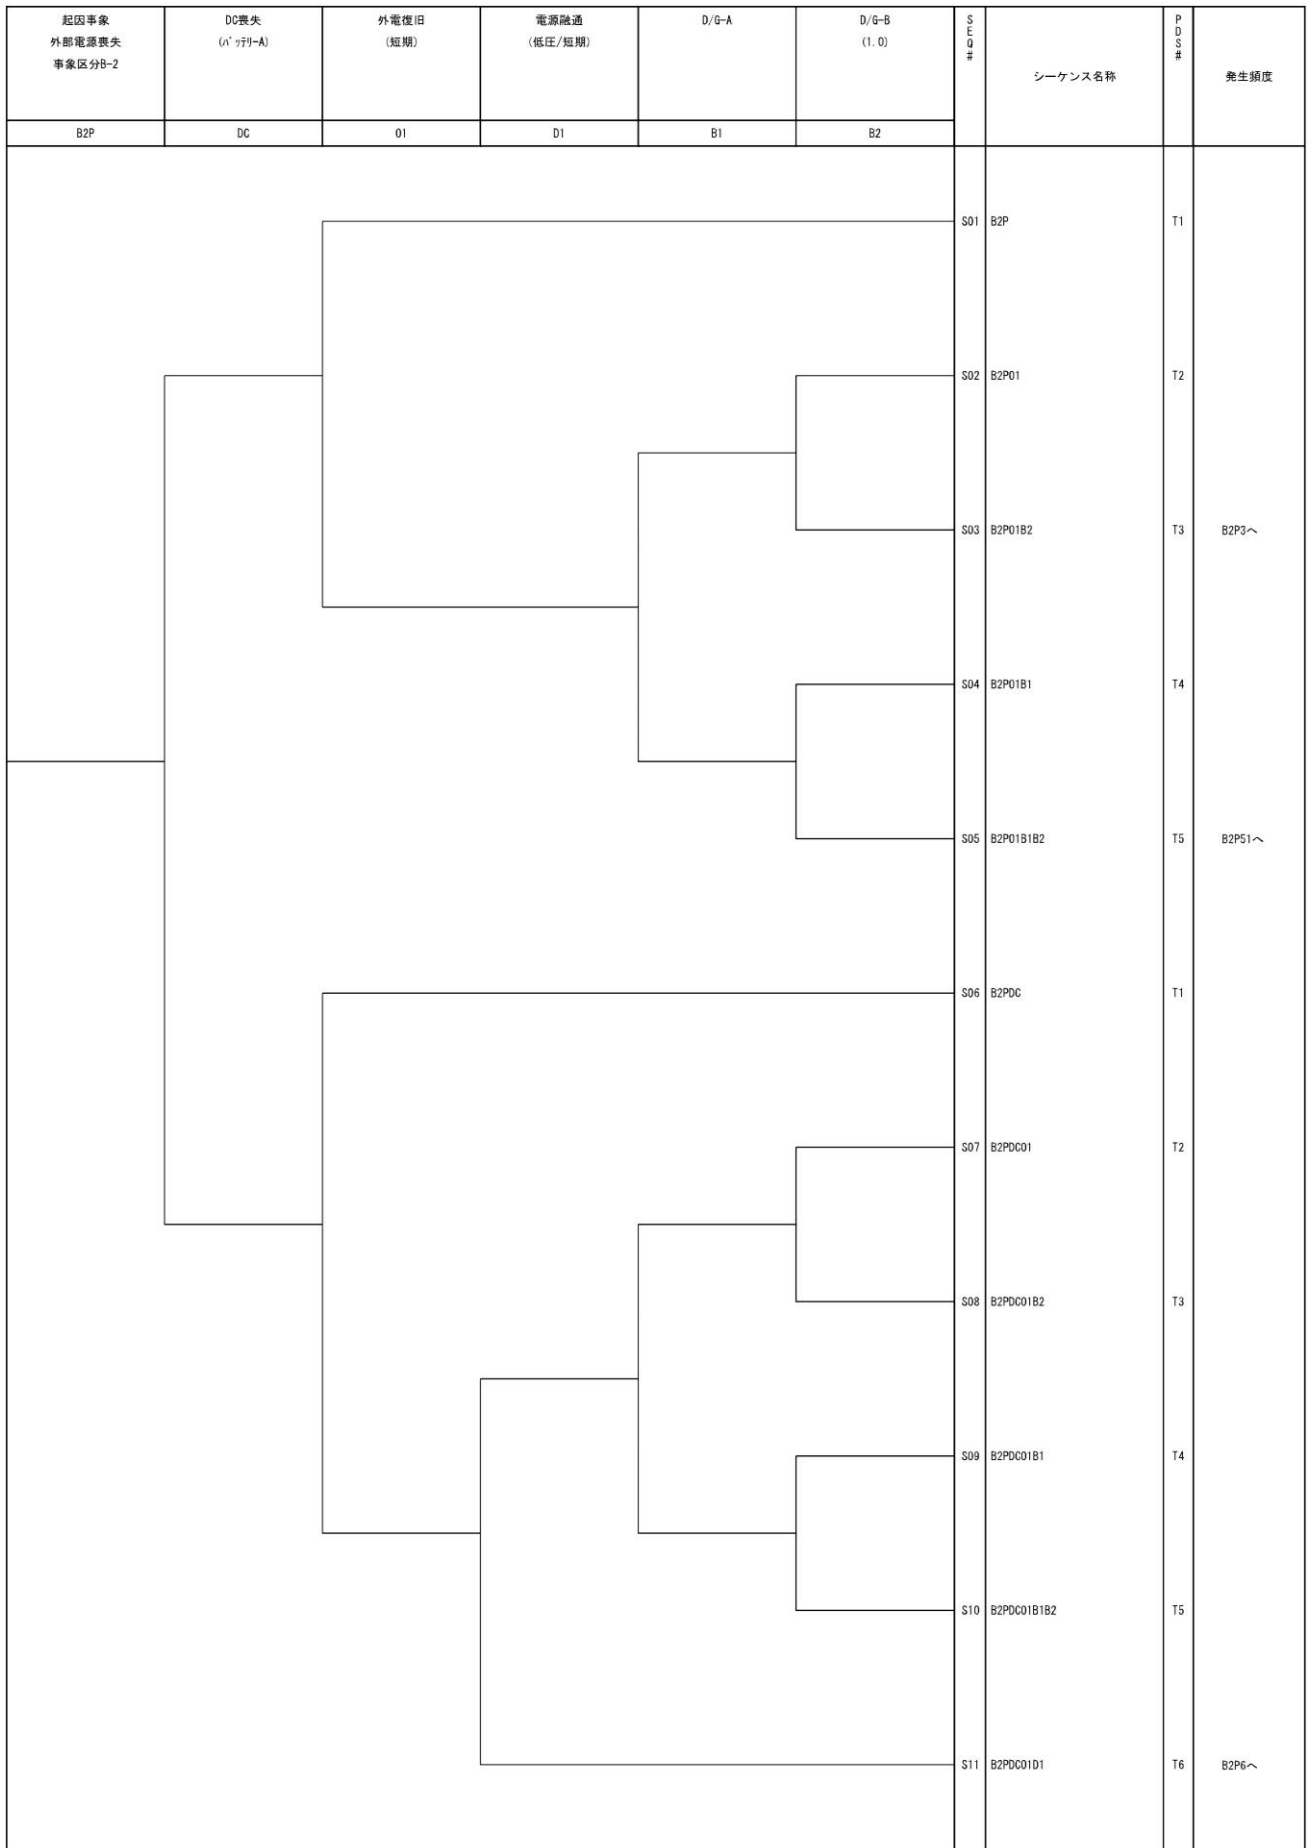 起因事象
外部電源喪失
事象区分B-2
DC喪失
(ﾊﾞｯﾃﾘｰA)
外電復旧
(短期)
電源融通
(低圧/短期)
D/G-A
D/G-B
(1.0)
SEQ#
シーケンス名称
PDS#
発生頻度
B2P
DC
O1
D1
B1
B2
S01 B2P T1
S02 B2PO1 T2
S03 B2PO1B2 T3 B2P3へ
S04 B2PO1B1 T4
S05 B2PO1B1B2 T5 B2P51へ
S06 B2PDC T1
S07 B2PDCO1 T2
S08 B2PDCO1B2 T3
S09 B2PDCO1B1 T4
S10 B2PDCO1B1B2 T5
S11 B2PDCO1D1 T6 B2P6へ